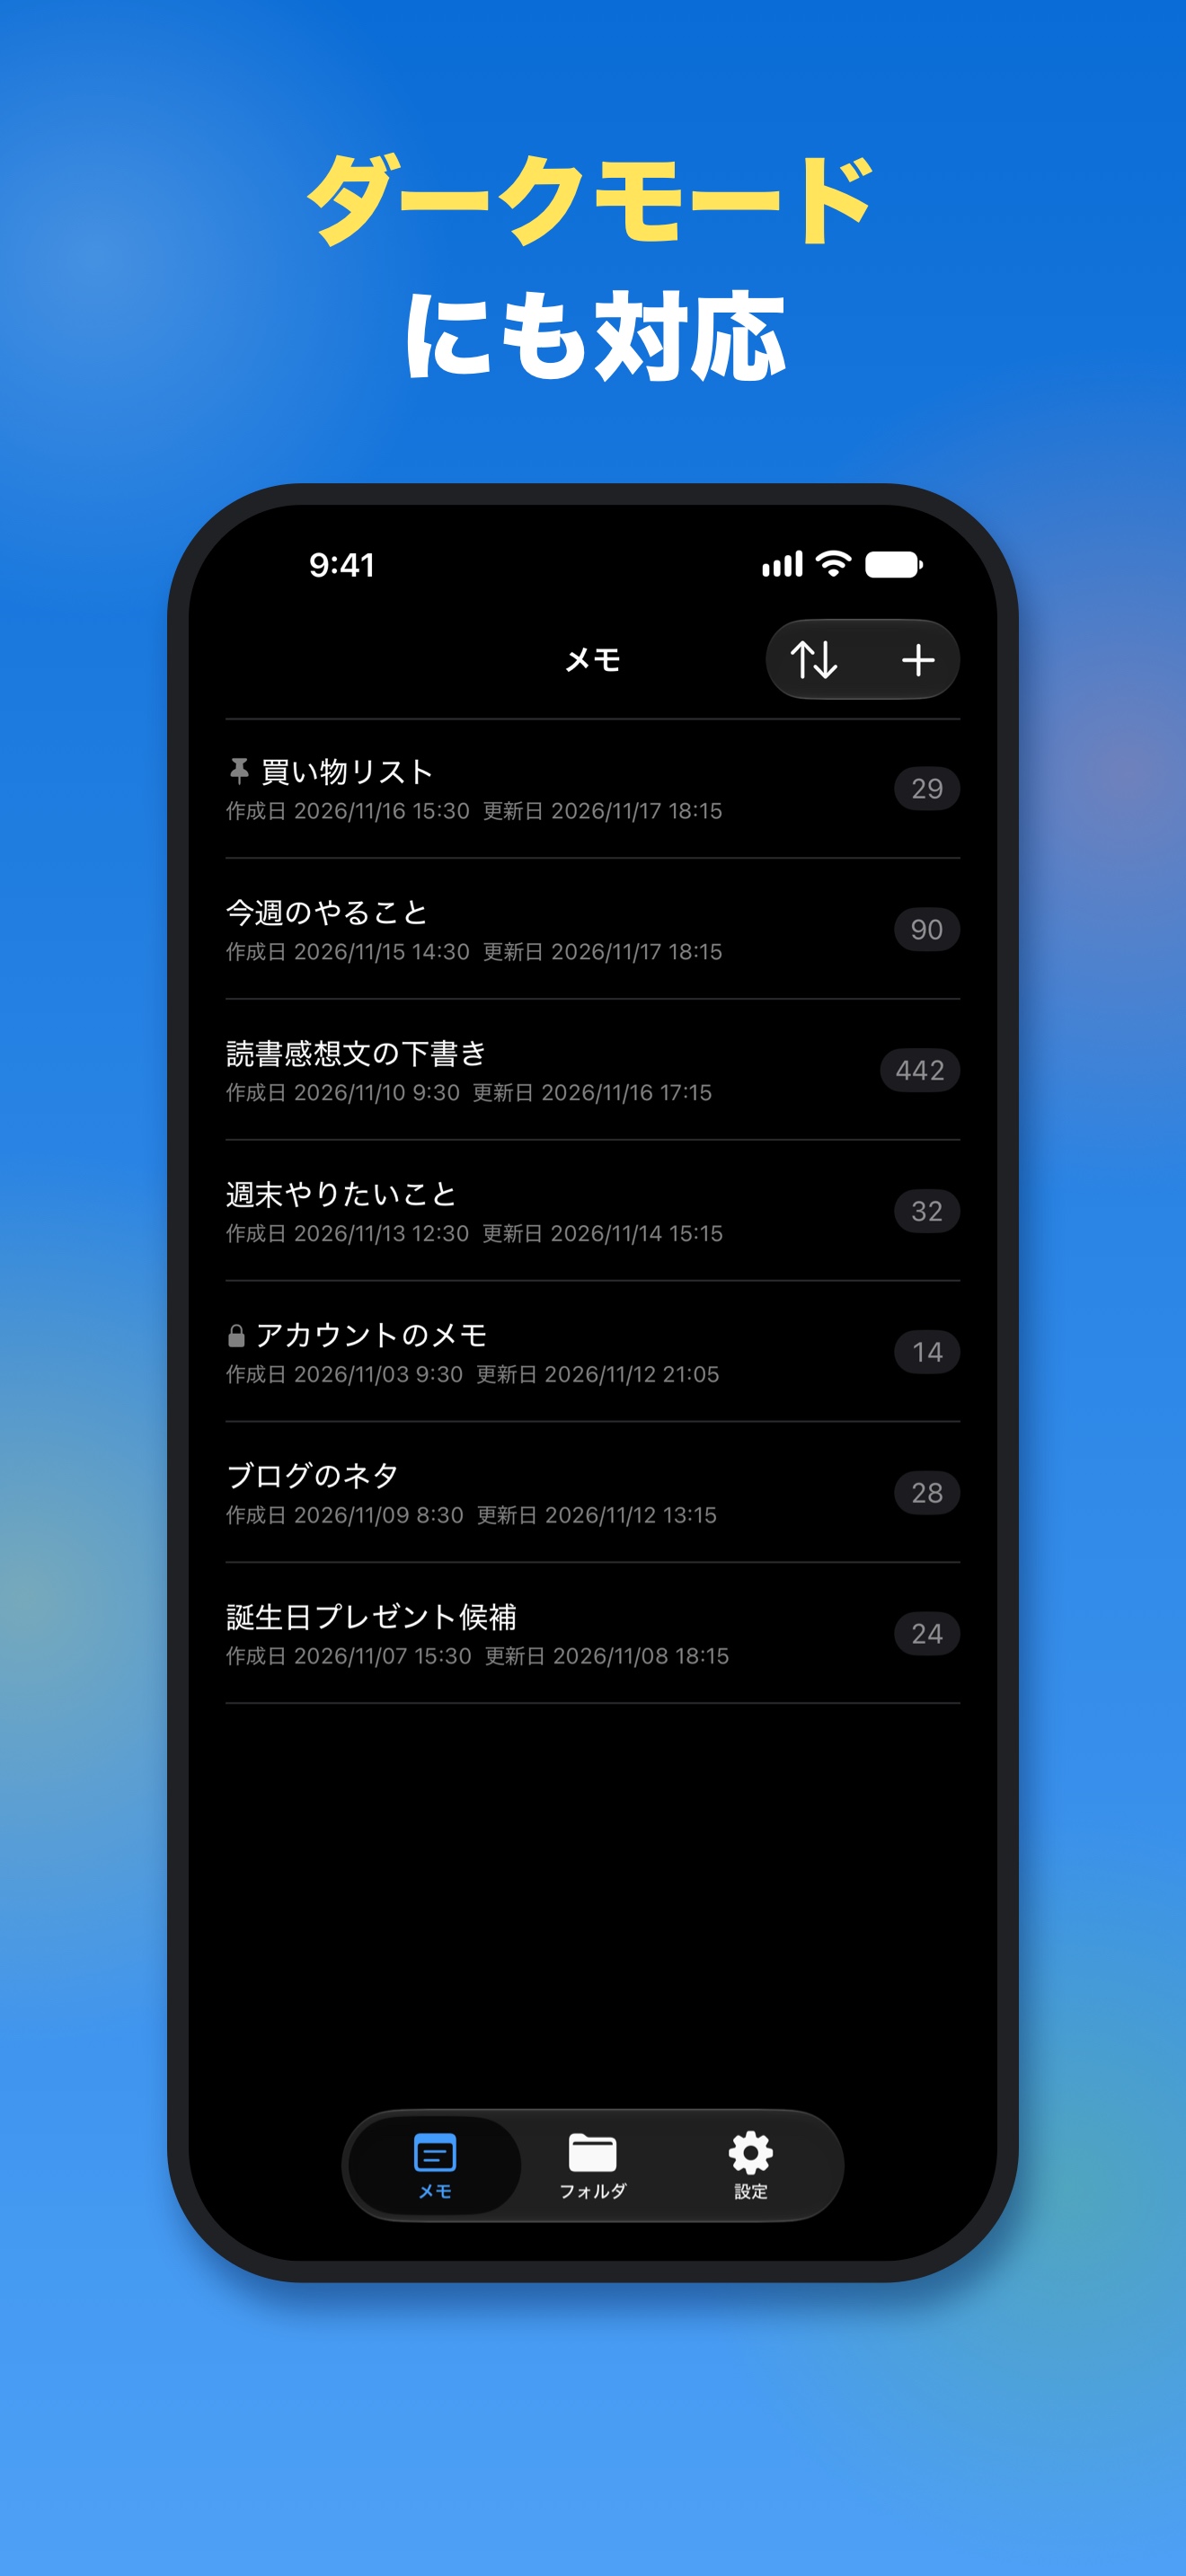 ダークモード
にも対応
9:41
メモ
買い物リスト
29
作成日 2026/11/16 15:30 更新日 2026/11/17 18:15
今週のやること
90
作成日 2026/11/15 14:30 更新日 2026/11/17 18:15
読書感想文の下書き
442
作成日 2026/11/10 9:30 更新日 2026/11/16 17:15
週末やりたいこと
32
作成日 2026/11/13 12:30 更新日 2026/11/14 15:15
アカウントのメモ
14
作成日 2026/11/03 9:30 更新日 2026/11/12 21:05
ブログのネタ
28
作成日 2026/11/09 8:30 更新日 2026/11/12 13:15
誕生日プレゼント候補
24
作成日 2026/11/07 15:30 更新日 2026/11/08 18:15
メモ フォルダ 設定